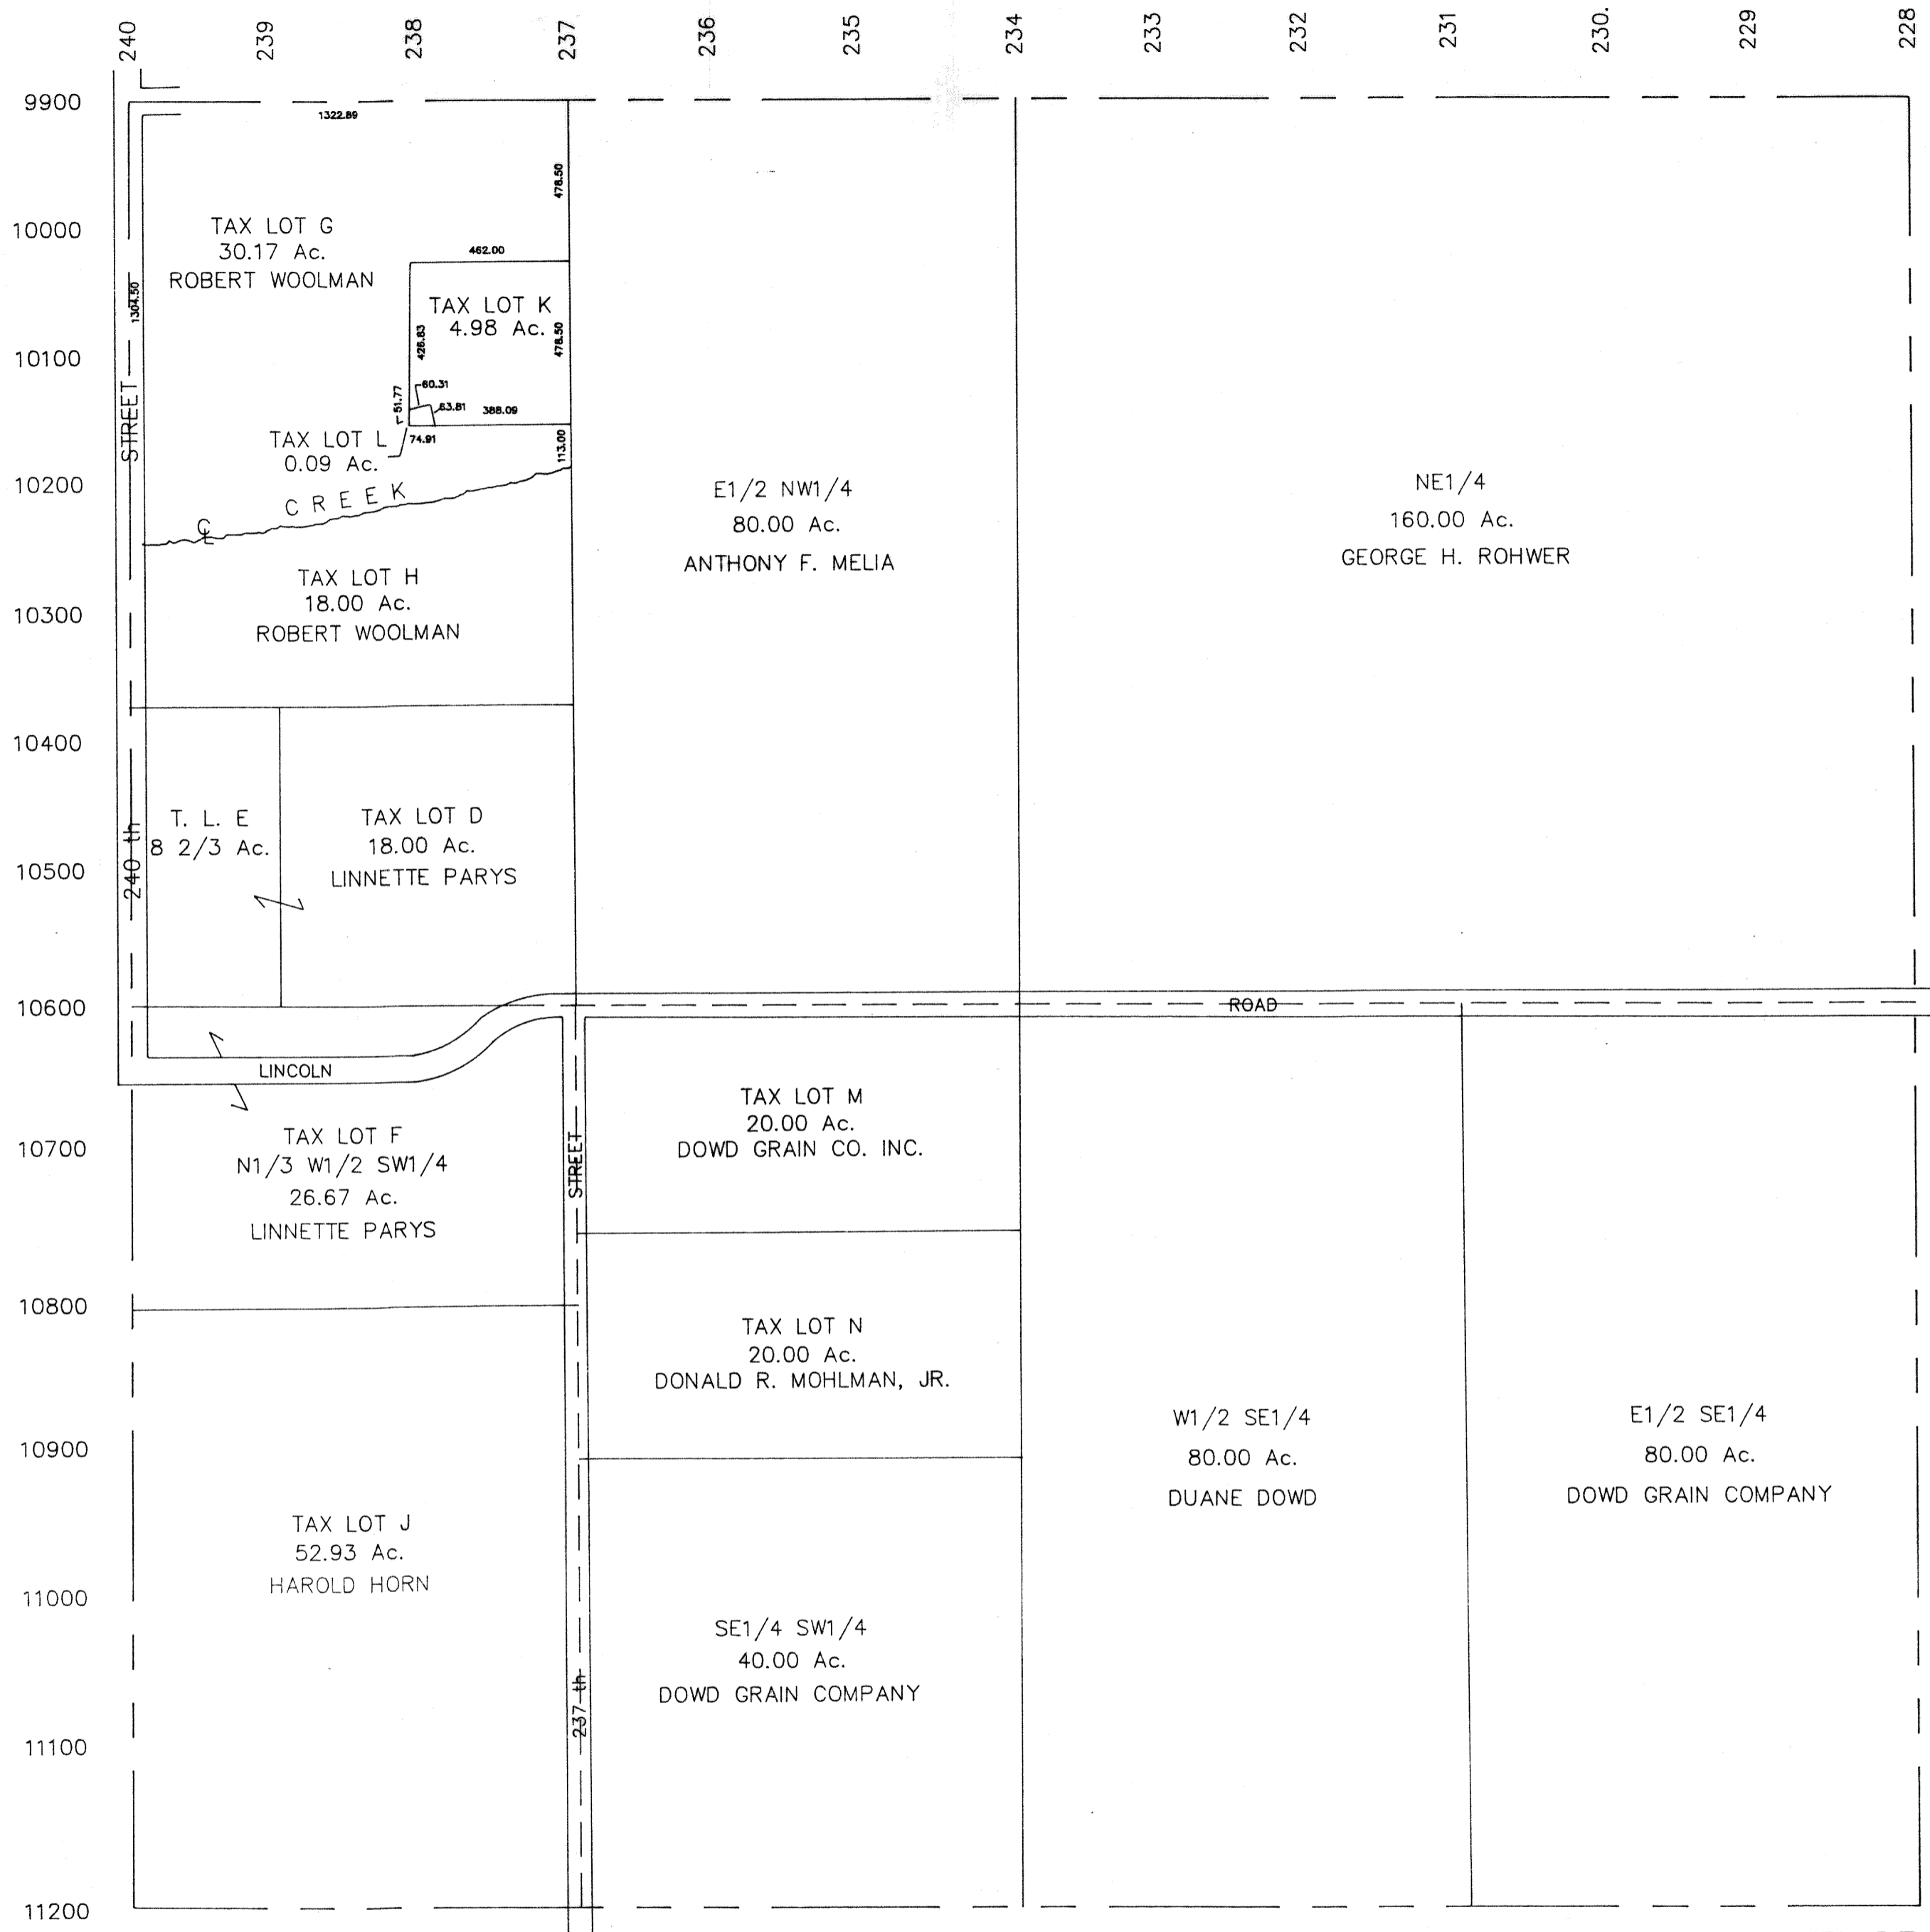 240
239
238
237
236
235
234
233
232
231
230.
229
228
9900
10000
10100
10200
10300
10400
10500
10600
10700
10800
10900
11000
11100
11200
1322.89
478.50
1304.50
TAX LOT G
30.17 Ac.
ROBERT WOOLMAN
462.00
TAX LOT K
4.98 Ac.
426.83
478.50
60.31
51.77
63.81
388.09
74.91
113.00
TAX LOT L
0.09 Ac.
CREEK
CL
TAX LOT H
18.00 Ac.
ROBERT WOOLMAN
STREET
240 th
T. L. E
8 2/3 Ac.
TAX LOT D
18.00 Ac.
LINNETTE PARYS
E1/2 NW1/4
80.00 Ac.
ANTHONY F. MELIA
NE1/4
160.00 Ac.
GEORGE H. ROHWER
ROAD
LINCOLN
TAX LOT F
N1/3 W1/2 SW1/4
26.67 Ac.
LINNETTE PARYS
STREET
237 th
TAX LOT M
20.00 Ac.
DOWD GRAIN CO. INC.
TAX LOT N
20.00 Ac.
DONALD R. MOHLMAN, JR.
TAX LOT J
52.93 Ac.
HAROLD HORN
SE1/4 SW1/4
40.00 Ac.
DOWD GRAIN COMPANY
W1/2 SE1/4
80.00 Ac.
DUANE DOWD
E1/2 SE1/4
80.00 Ac.
DOWD GRAIN COMPANY